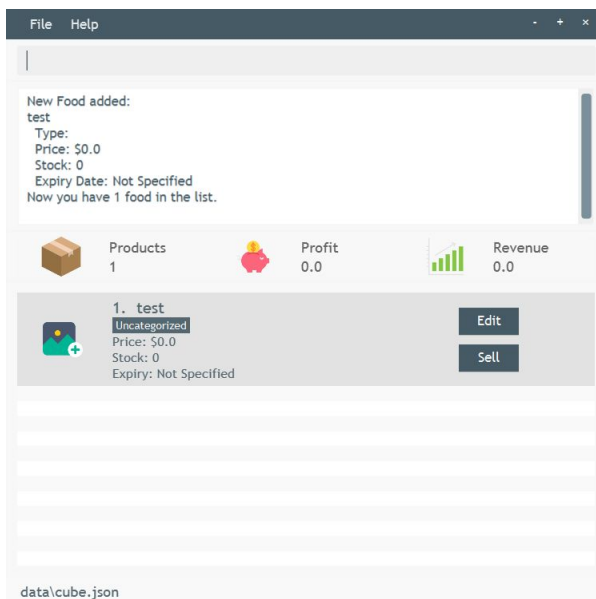 File Help - + ×
New Food added:
test
Type:
Price: $0.0
Stock: 0
Expiry Date: Not Specified
Now you have 1 food in the list.
Products
1
Profit
0.0
Revenue
0.0
1. test
Uncategorized
Price: $0.0
Stock: 0
Expiry: Not Specified
Edit
Sell
data\cube.json